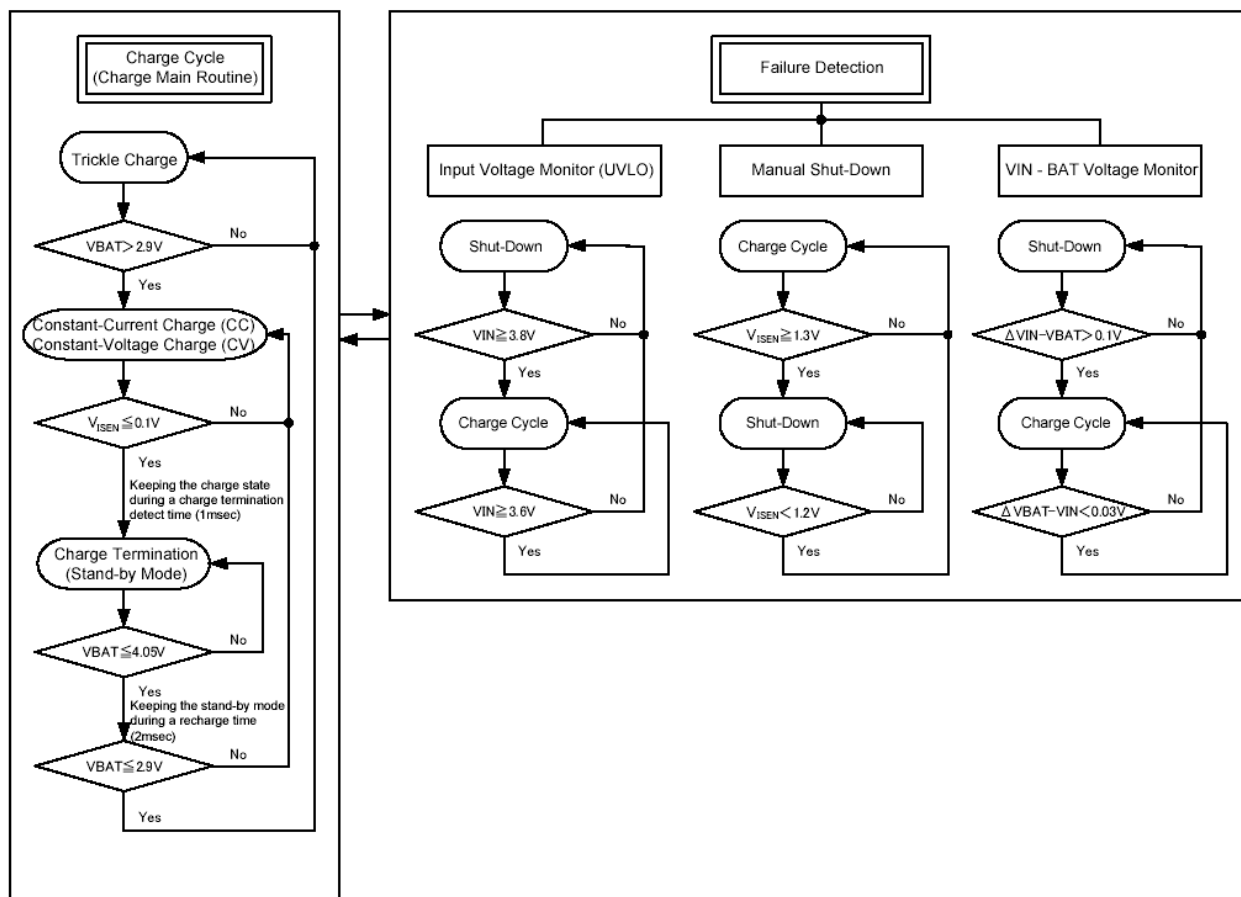 Charge Cycle
(Charge Main Routine)
Trickle Charge
VBAT>2.9V
No
Yes
Constant-Current Charge (CC)
Constant-Voltage Charge (CV)
VISEN≦0.1V
No
Yes
Keeping the charge state
during a charge termination
detect time (1msec)
Charge Termination
(Stand-by Mode)
VBAT≦4.05V
No
Yes
Keeping the stand-by mode
during a recharge time
(2msec)
VBAT≦2.9V
No
Yes
Failure Detection
Input Voltage Monitor (UVLO)
Shut-Down
VIN≧3.8V
No
Yes
Charge Cycle
VIN≧3.6V
No
Yes
Manual Shut-Down
Charge Cycle
VISEN≧1.3V
No
Yes
Shut-Down
VISEN<1.2V
No
Yes
VIN - BAT Voltage Monitor
Shut-Down
ΔVIN-VBAT>0.1V
No
Yes
Charge Cycle
ΔVBAT-VIN<0.03V
No
Yes